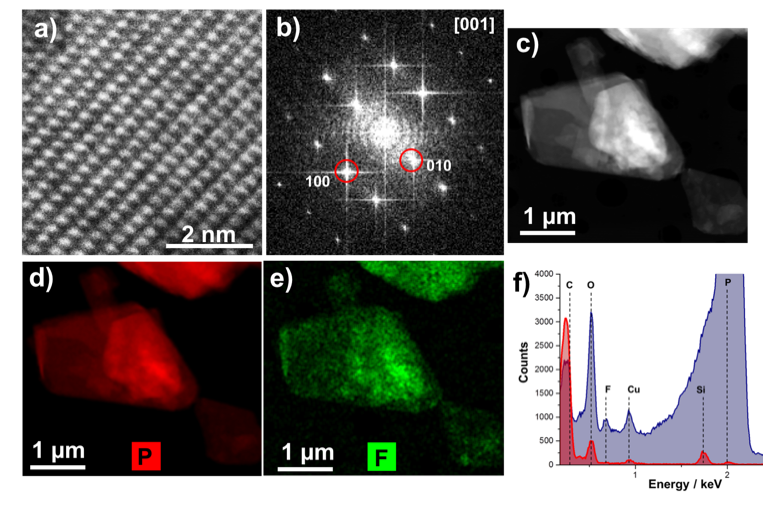 a)
2 nm
b)
[001]
100
010
c)
1 µm
d)
1 µm
P
e)
1 µm
F
f)
Counts
4000
3500
3000
2500
2000
1500
1000
500
0
C
O
F
Cu
Si
P
1
2
Energy / keV